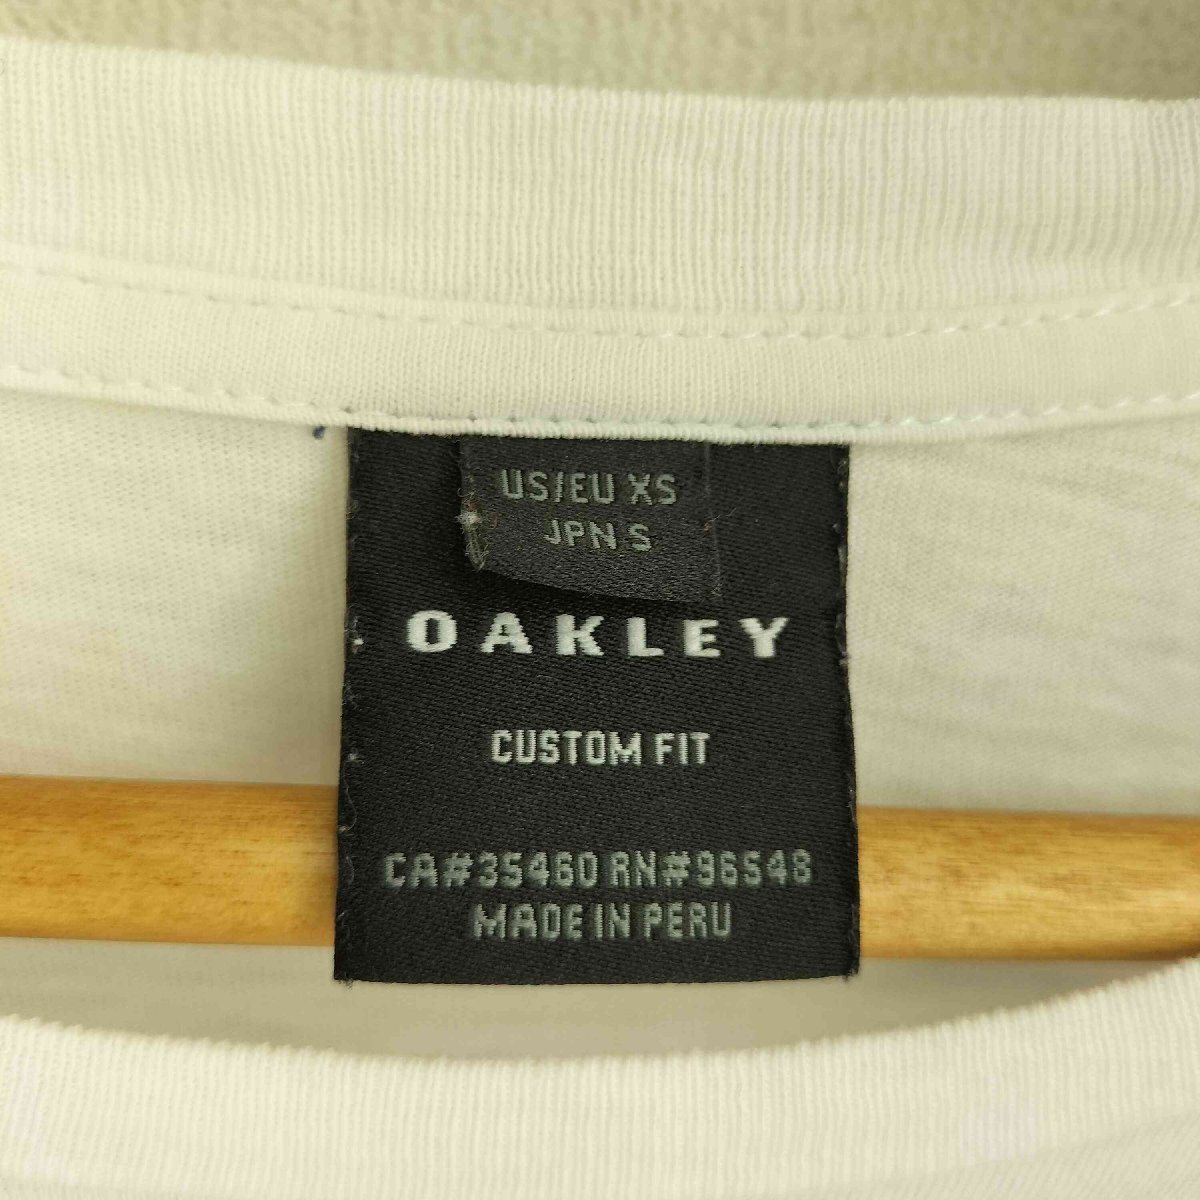 US/EU XS
JPN S
OAKLEY
CUSTOM FIT
CA#35460 RN#96548
MADE IN PERU